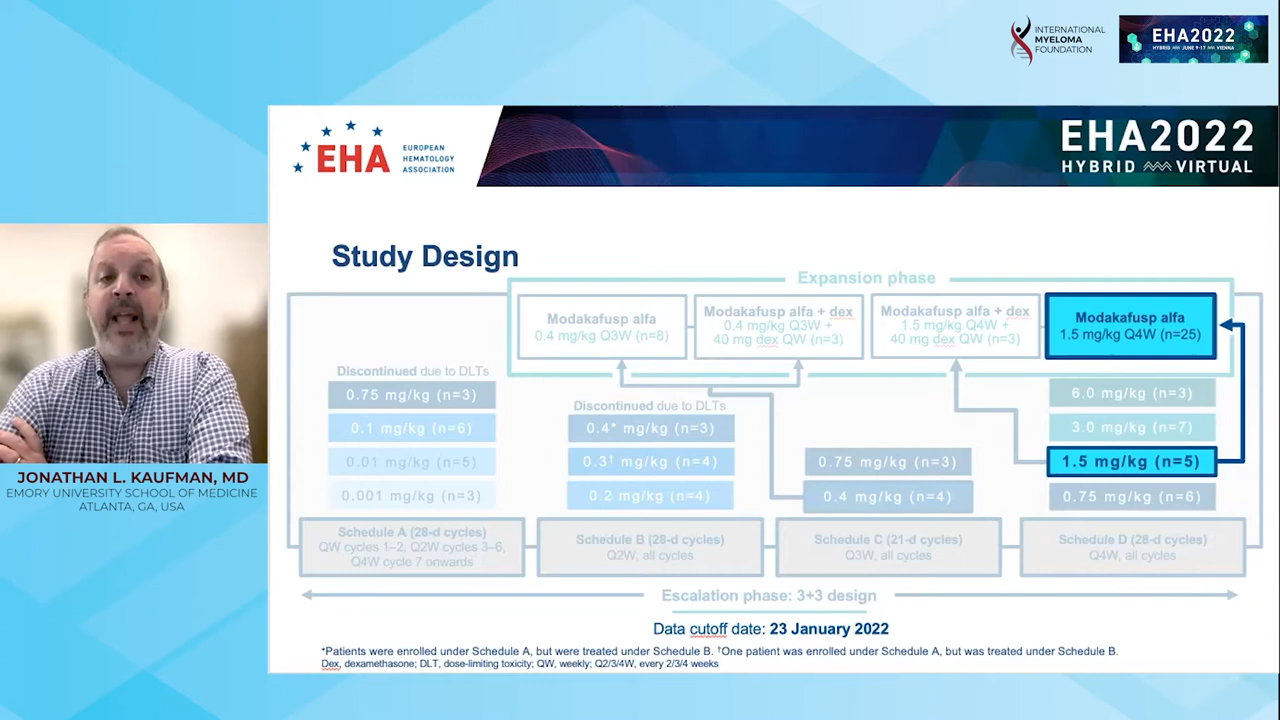 INTERNATIONAL
MYELOMA
FOUNDATION
EHA2022
HYBRID JUNE 9-17 VIENNA
EHA
EUROPEAN
HEMATOLOGY
ASSOCIATION
EHA2022
HYBRID VIRTUAL
Study Design
Expansion phase
Modakafusp alfa
0.4 mg/kg Q3W (n=8)
Modakafusp alfa + dex
0.4 mg/kg Q3W +
40 mg dex QW (n=3)
Modakafusp alfa + dex
1.5 mg/kg Q4W +
40 mg dex QW (n=3)
Modakafusp alfa
1.5 mg/kg Q4W (n=25)
Discontinued due to DLTs
0.75 mg/kg (n=3)
0.1 mg/kg (n=6)
0.01 mg/kg (n=5)
0.001 mg/kg (n=3)
Discontinued due to DLTs
0.4* mg/kg (n=3)
0.3† mg/kg (n=4)
0.2 mg/kg (n=4)
0.75 mg/kg (n=3)
0.4 mg/kg (n=4)
6.0 mg/kg (n=3)
3.0 mg/kg (n=7)
1.5 mg/kg (n=5)
0.75 mg/kg (n=6)
Schedule A (28-d cycles)
QW cycles 1–2, Q2W cycles 3–6,
Q4W cycle 7 onwards
Schedule B (28-d cycles)
Q2W, all cycles
Schedule C (21-d cycles)
Q3W, all cycles
Schedule D (28-d cycles)
Q4W, all cycles
Escalation phase: 3+3 design
Data cutoff date: 23 January 2022
*Patients were enrolled under Schedule A, but were treated under Schedule B. †One patient was enrolled under Schedule A, but was treated under Schedule B.
Dex, dexamethasone; DLT, dose-limiting toxicity; QW, weekly; Q2/3/4W, every 2/3/4 weeks
JONATHAN L. KAUFMAN, MD
EMORY UNIVERSITY SCHOOL OF MEDICINE
ATLANTA, GA, USA